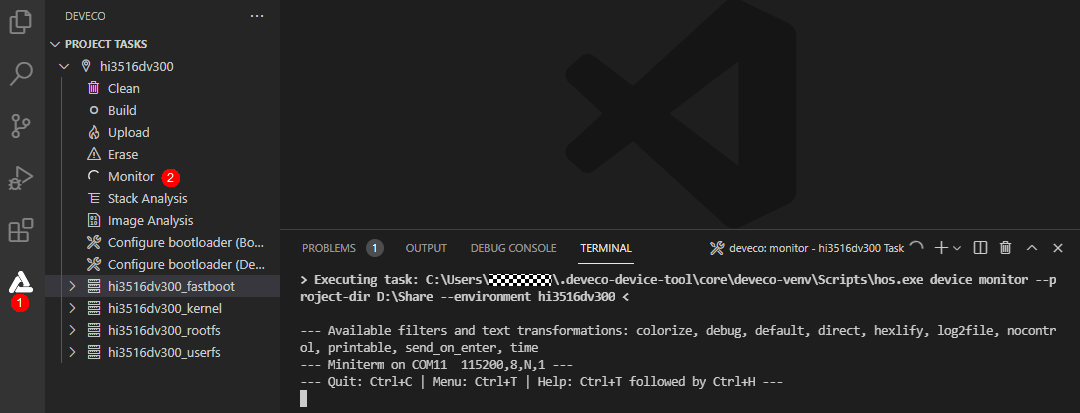 DEVECO
PROJECT TASKS
hi3516dv300
Clean
Build
Upload
Erase
Monitor 2
Stack Analysis
Image Analysis
Configure bootloader (Bo...
Configure bootloader (De...
1
hi3516dv300_fastboot
hi3516dv300_kernel
hi3516dv300_rootfs
hi3516dv300_userfs
PROBLEMS 1 OUTPUT DEBUG CONSOLE TERMINAL deveco: monitor - hi3516dv300 Task
> Executing task: C:\Users\ \.deveco-device-tool\core\deveco-venv\Scripts\hos.exe device monitor --p
roject-dir D:\Share --environment hi3516dv300 <
--- Available filters and text transformations: colorize, debug, default, direct, hexlify, log2file, nocontr
ol, printable, send_on_enter, time
--- Miniterm on COM11  115200,8,N,1 ---
--- Quit: Ctrl+C | Menu: Ctrl+T | Help: Ctrl+T followed by Ctrl+H ---